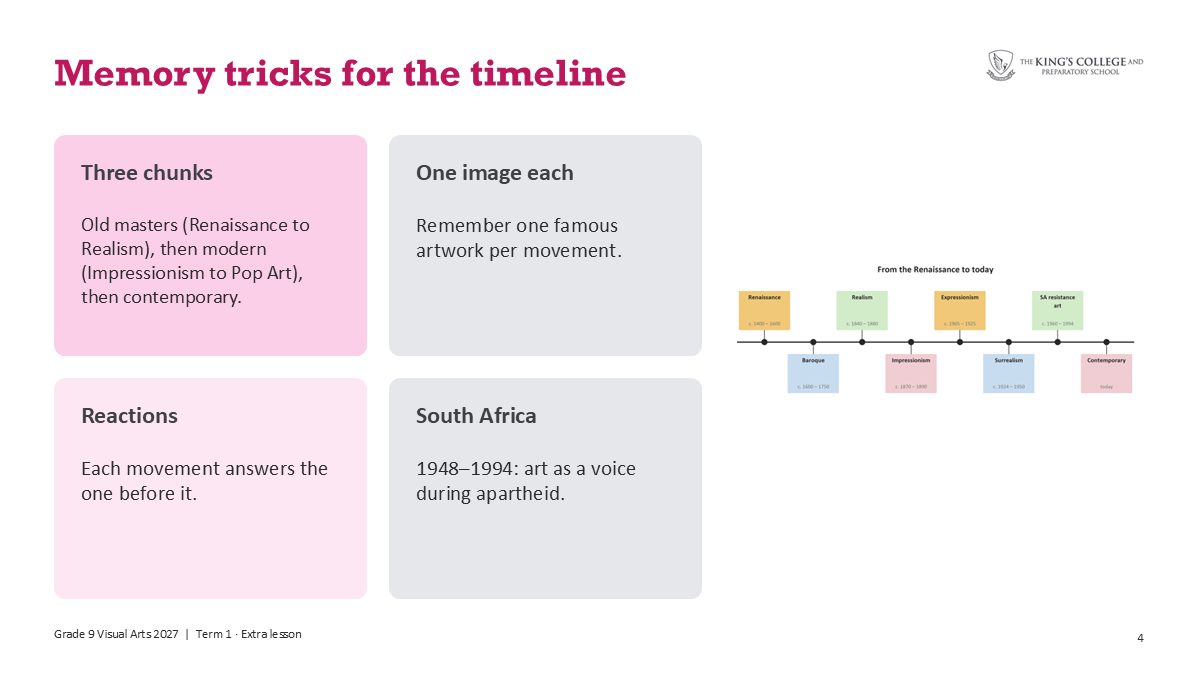 Memory tricks for the timeline
THE KING'S COLLEGE AND
PREPARATORY SCHOOL
Three chunks
Old masters (Renaissance to
Realism), then modern
(Impressionism to Pop Art),
then contemporary.
One image each
Remember one famous
artwork per movement.
Reactions
Each movement answers the
one before it.
South Africa
1948–1994: art as a voice
during apartheid.
From the Renaissance to today
Renaissance
c. 1400 – 1600
Realism
c. 1840 – 1880
Expressionism
c. 1905 – 1925
SA resistance
art
c. 1960 – 1994
Baroque
c. 1600 – 1750
Impressionism
c. 1870 – 1890
Surrealism
c. 1924 – 1950
Contemporary
today
Grade 9 Visual Arts 2027 | Term 1 · Extra lesson
4